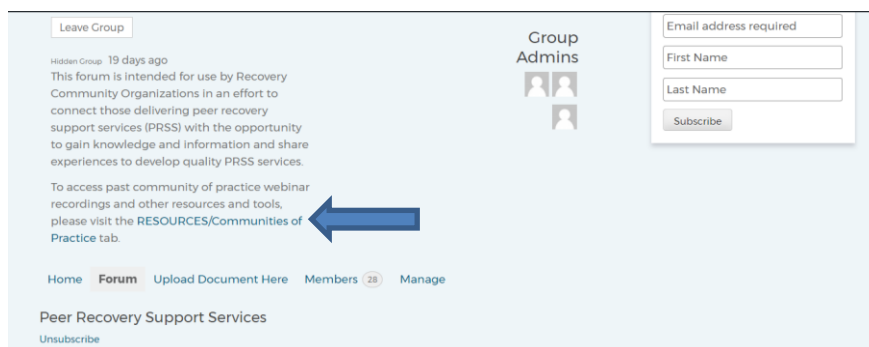 Leave Group
Hidden Group 19 days ago
This forum is intended for use by Recovery
Community Organizations in an effort to
connect those delivering peer recovery
support services (PRSS) with the opportunity
to gain knowledge and information and share
experiences to develop quality PRSS services.
To access past community of practice webinar
recordings and other resources and tools,
please visit the RESOURCES/Communities of
Practice tab.
Group
Admins
Email address required
First Name
Last Name
Subscribe
Home Forum Upload Document Here Members 28 Manage
Peer Recovery Support Services
Unsubscribe